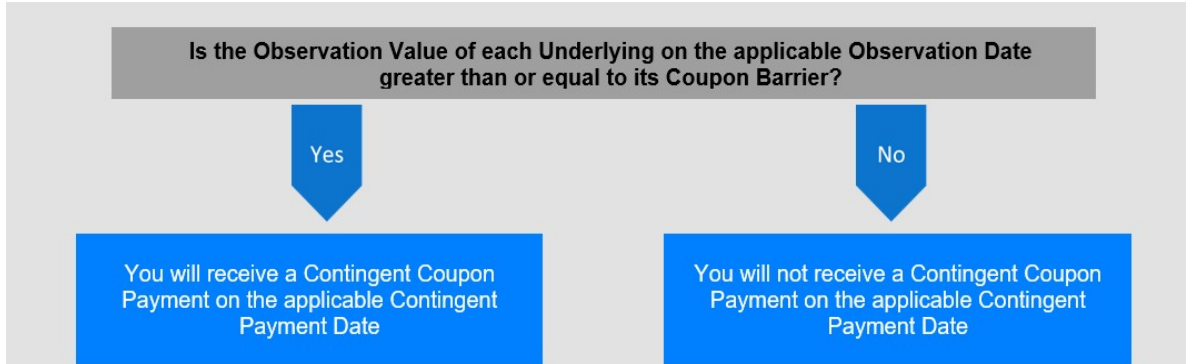 Is the Observation Value of each Underlying on the applicable Observation Date
greater than or equal to its Coupon Barrier?
Yes
No
You will receive a Contingent Coupon
Payment on the applicable Contingent
Payment Date
You will not receive a Contingent Coupon
Payment on the applicable Contingent
Payment Date